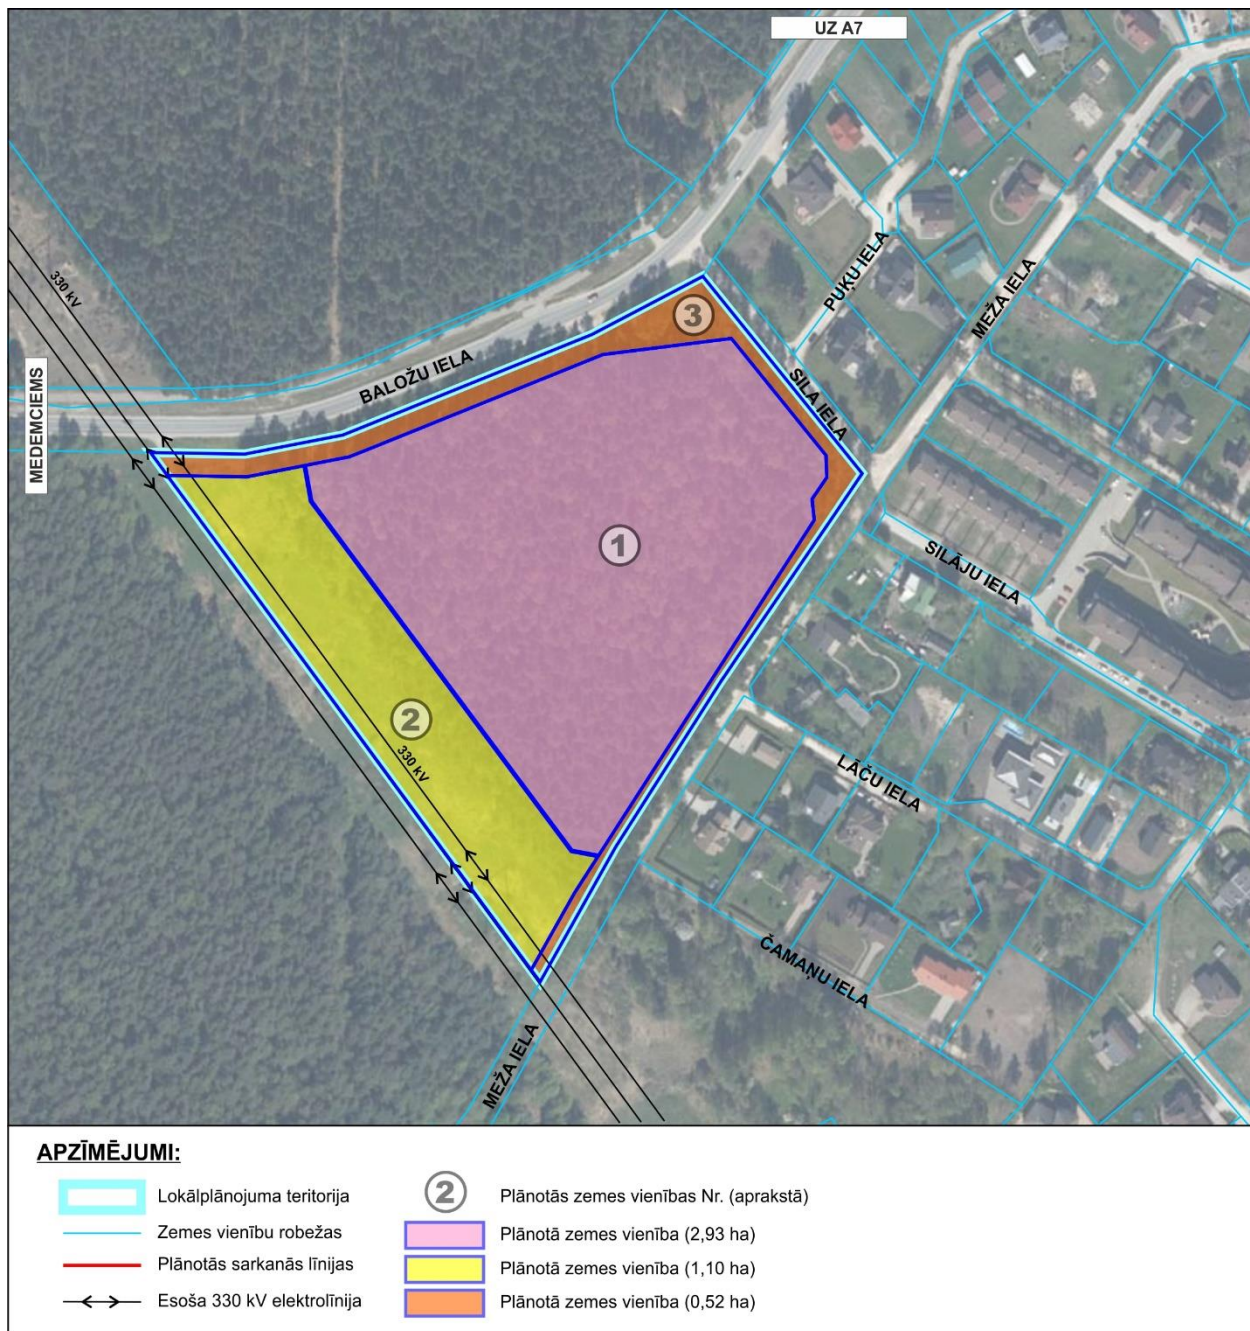 UZ A7
330 kV
PUĶU IELA
MEŽA IELA
3
BALOŽU IELA
SILA IELA
MEDEMCIEMS
1
SILĀJU IELA
2
330 kV
LĀČU IELA
ČAMAŅU IELA
MEŽA IELA
APZĪMĒJUMI:
Lokālplānojuma teritorija
Zemes vienību robežas
Plānotās sarkanās līnijas
Esoša 330 kV elektrolīnija
2 Plānotās zemes vienības Nr. (aprakstā)
Plānotā zemes vienība (2,93 ha)
Plānotā zemes vienība (1,10 ha)
Plānotā zemes vienība (0,52 ha)